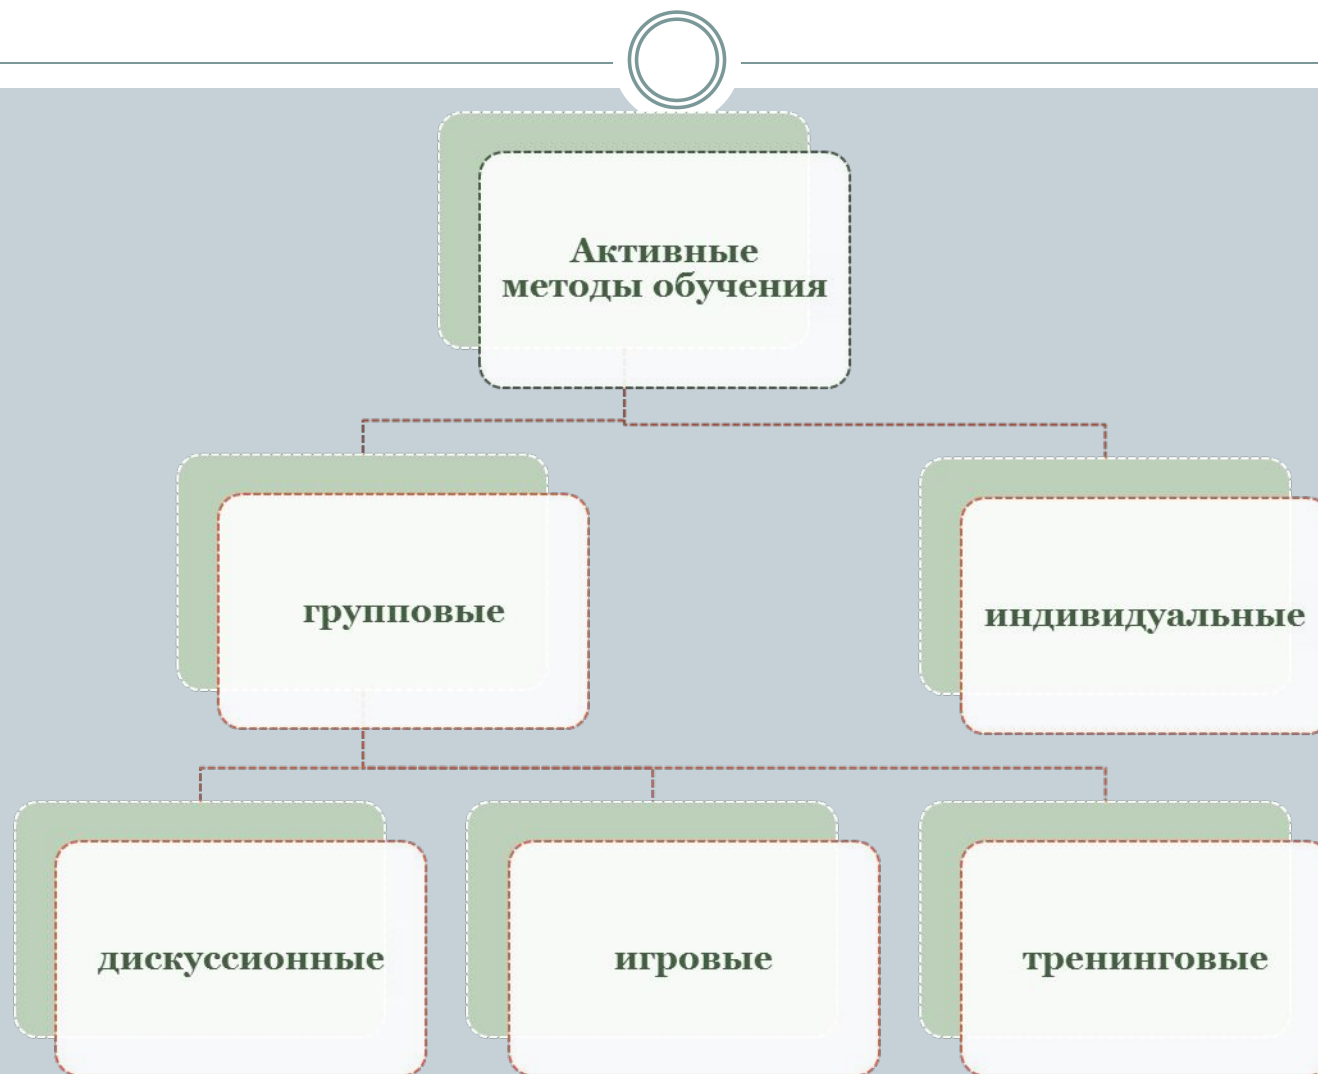 Активные
методы обучения
групповые
индивидуальные
дискуссионные
игровые
тренинговые